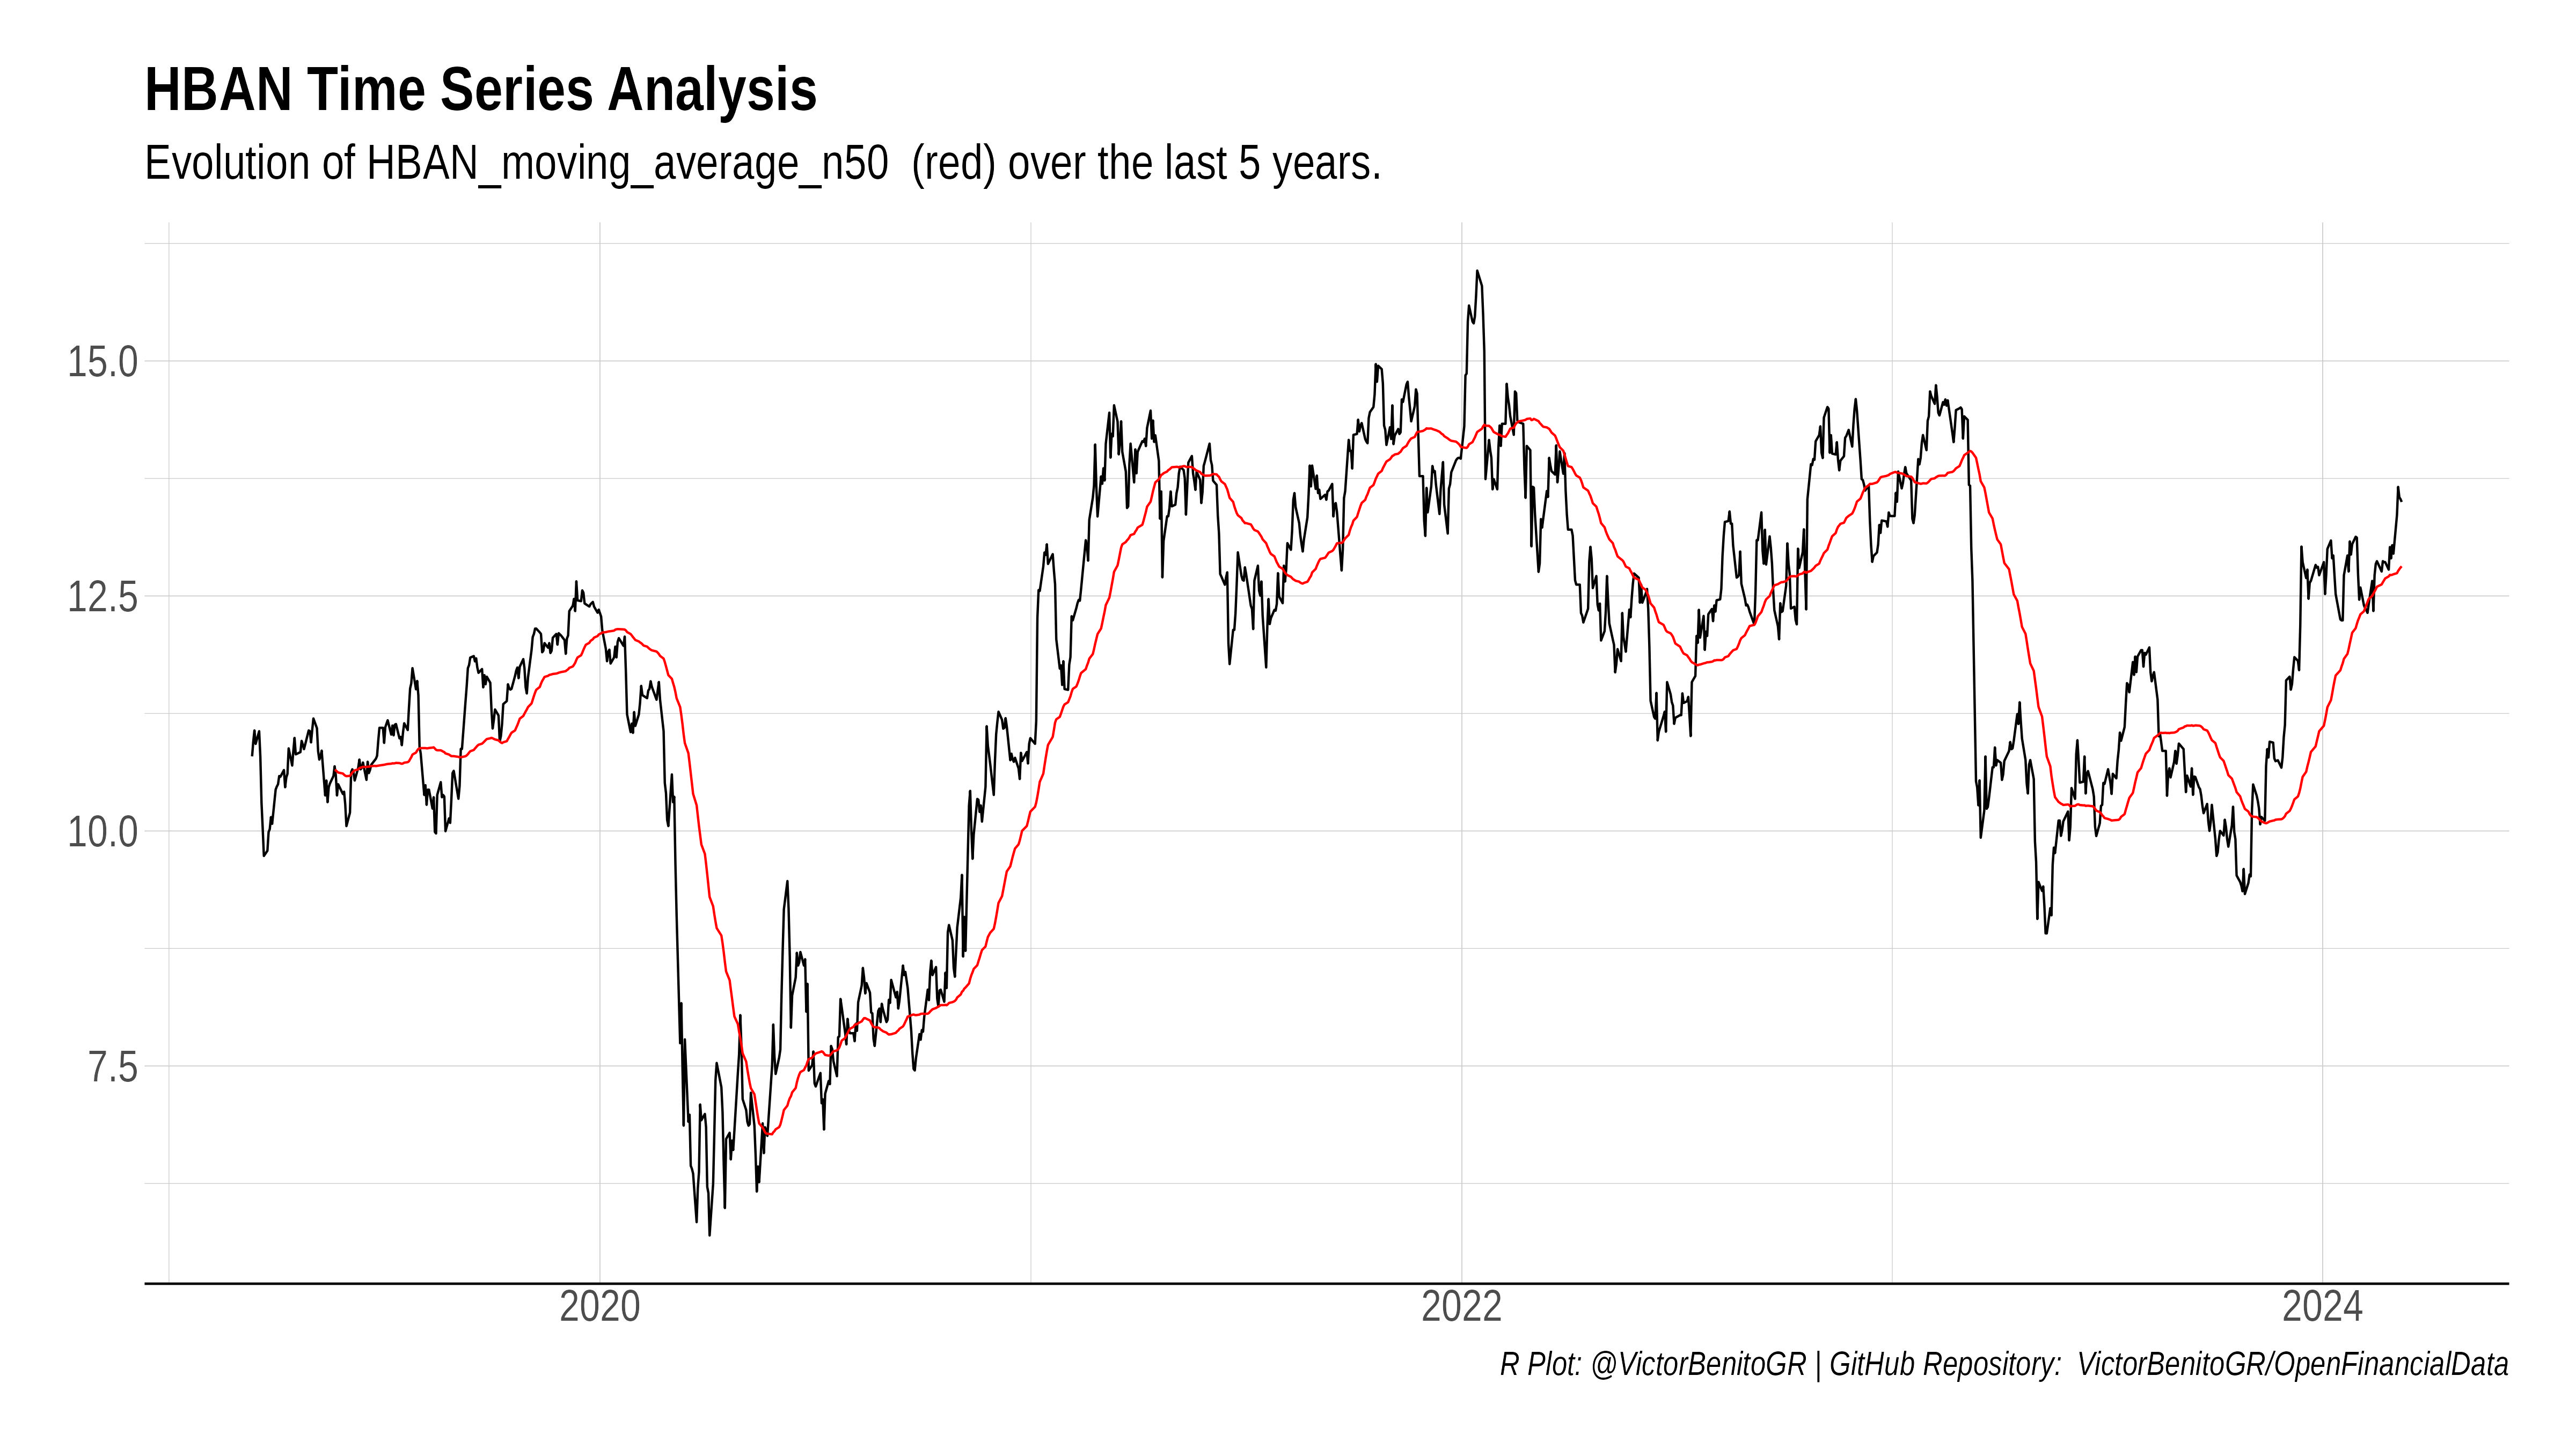 HBAN Time Series Analysis
Evolution of HBAN_moving_average_n50  (red) over the last 5 years.
15.0
12.5
10.0
7.5
2020 2022 2024
R Plot: @VictorBenitoGR | GitHub Repository:  VictorBenitoGR/OpenFinancialData